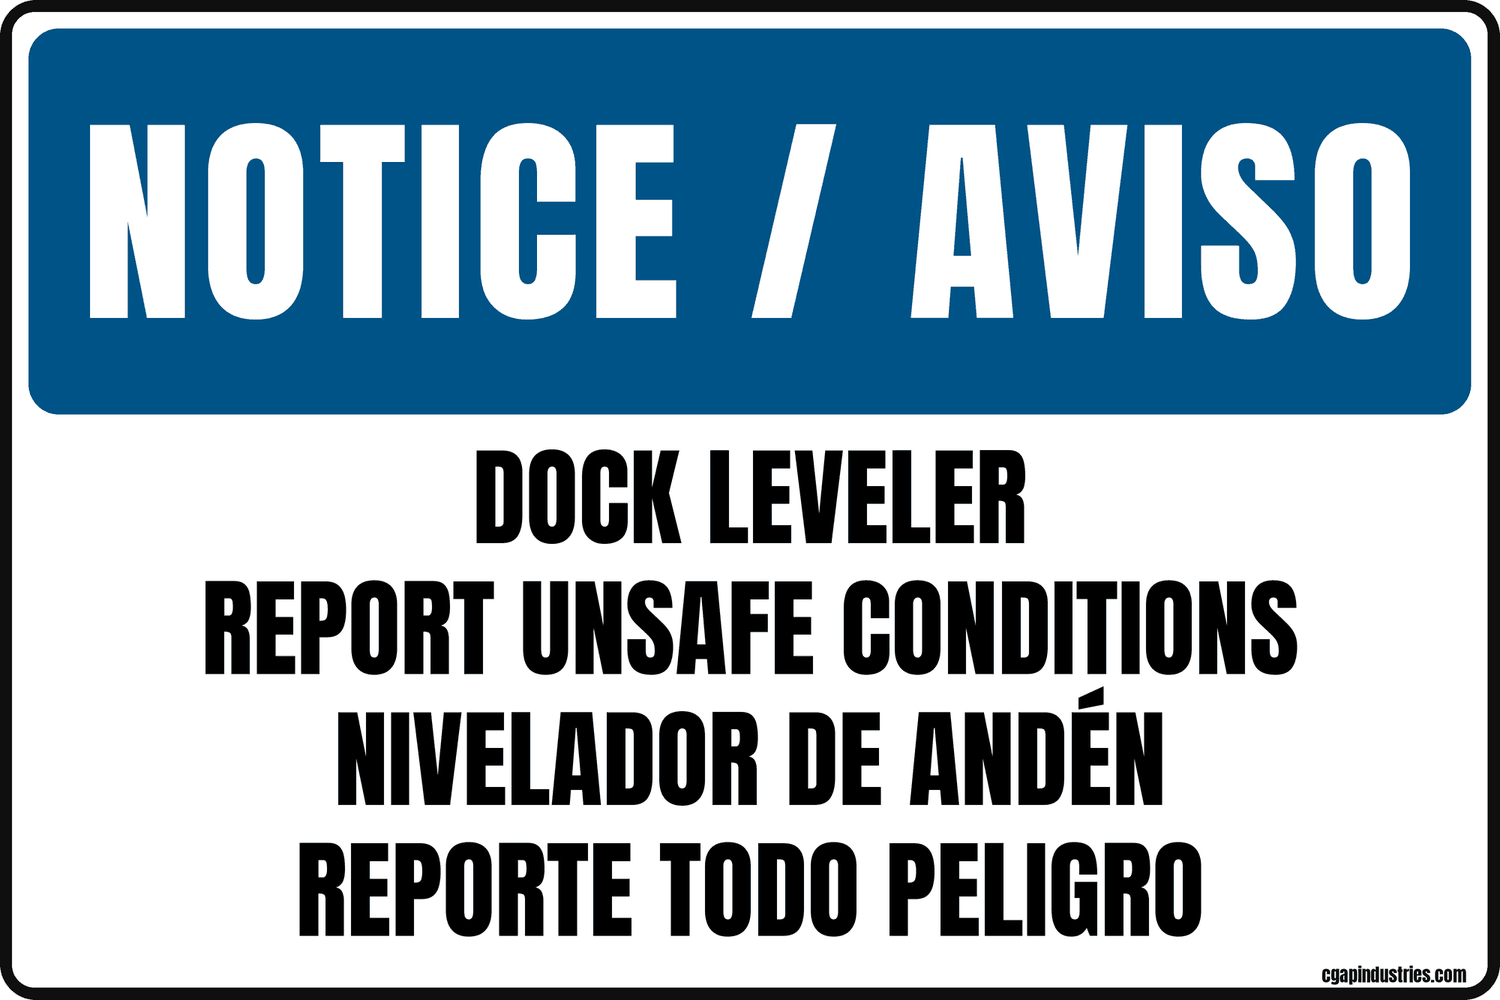 NOTICE / AVISO
DOCK LEVELER
REPORT UNSAFE CONDITIONS
NIVELADOR DE ANDÉN
REPORTE TODO PELIGRO
cgapindustries.com